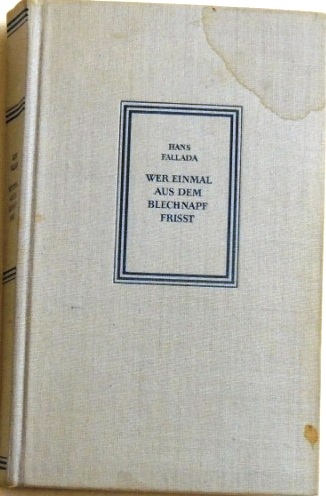 HANS
FALLADA
WER EINMAL
AUS DEM
BLECHNAPF
FRISST